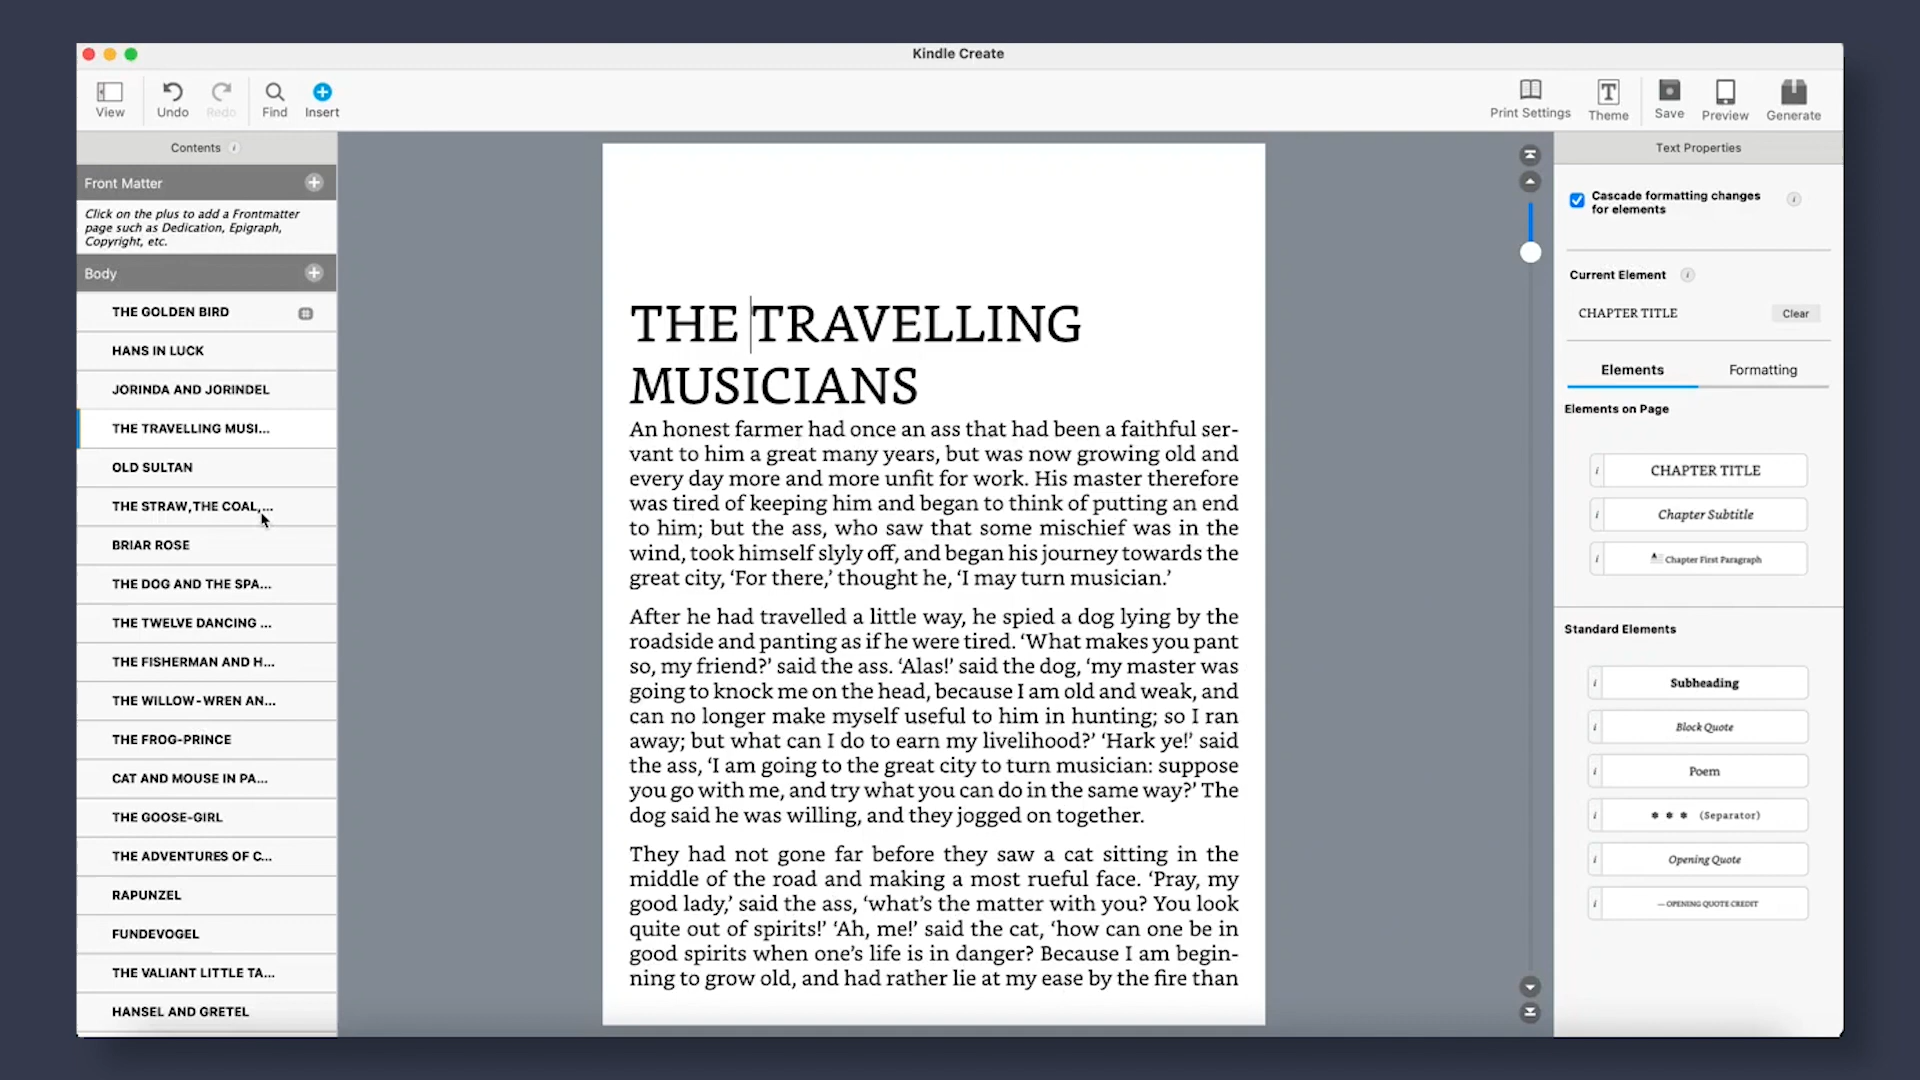 Kindle Create
View
Undo
Redo
Find
Insert
Print Settings
Theme
Save
Preview
Generate
Contents i
Front Matter
Click on the plus to add a Frontmatter
page such as Dedication, Epigraph,
Copyright, etc.
Body
THE GOLDEN BIRD
HANS IN LUCK
JORINDA AND JORINDEL
THE TRAVELLING MUSI...
OLD SULTAN
THE STRAW, THE COAL,...
BRIAR ROSE
THE DOG AND THE SPA...
THE TWELVE DANCING ...
THE FISHERMAN AND H...
THE WILLOW-WREN AN...
THE FROG-PRINCE
CAT AND MOUSE IN PA...
THE GOOSE-GIRL
THE ADVENTURES OF C...
RAPUNZEL
FUNDEVOGEL
THE VALIANT LITTLE TA...
HANSEL AND GRETEL
THE TRAVELLING
MUSICIANS
An honest farmer had once an ass that had been a faithful ser-
vant to him a great many years, but was now growing old and
every day more and more unfit for work. His master therefore
was tired of keeping him and began to think of putting an end
to him; but the ass, who saw that some mischief was in the
wind, took himself slyly off, and began his journey towards the
great city, ‘For there,’ thought he, ‘I may turn musician.’
After he had travelled a little way, he spied a dog lying by the
roadside and panting as if he were tired. ‘What makes you pant
so, my friend?’ said the ass. ‘Alas!’ said the dog, ‘my master was
going to knock me on the head, because I am old and weak, and
can no longer make myself useful to him in hunting; so I ran
away; but what can I do to earn my livelihood?’ ‘Hark ye!’ said
the ass, ‘I am going to the great city to turn musician: suppose
you go with me, and try what you can do in the same way?’ The
dog said he was willing, and they jogged on together.
They had not gone far before they saw a cat sitting in the
middle of the road and making a most rueful face. ‘Pray, my
good lady,’ said the ass, ‘what’s the matter with you? You look
quite out of spirits!’ ‘Ah, me!’ said the cat, ‘how can one be in
good spirits when one’s life is in danger? Because I am begin-
ning to grow old, and had rather lie at my ease by the fire than
Text Properties
Cascade formatting changes
for elements
i
Current Element i
CHAPTER TITLE
Clear
Elements
Formatting
Elements on Page
i CHAPTER TITLE
i Chapter Subtitle
i Chapter First Paragraph
Standard Elements
i Subheading
i Block Quote
i Poem
i * * * (Separator)
i Opening Quote
i — OPENING QUOTE CREDIT